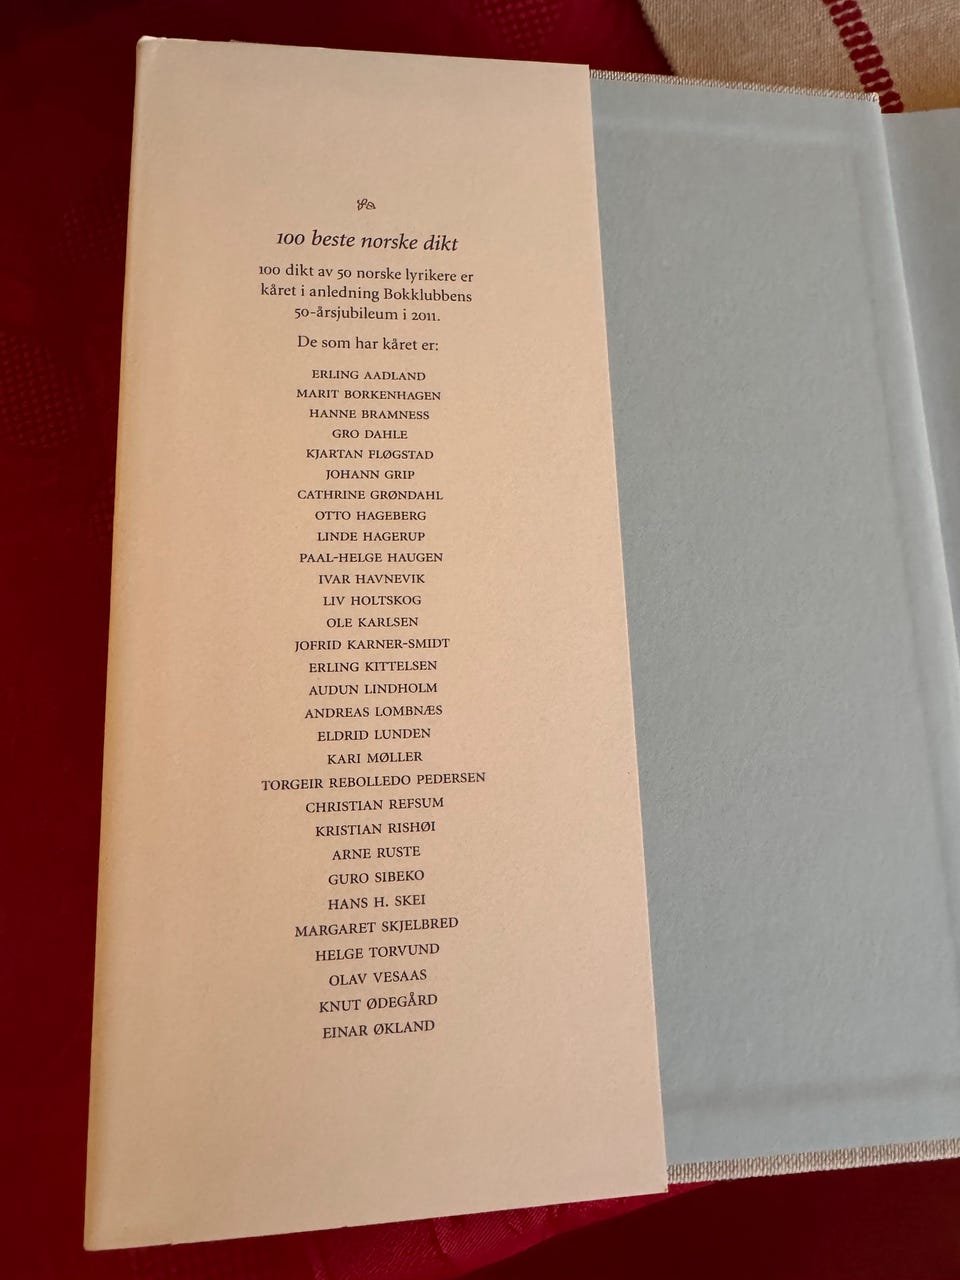 100 beste norske dikt
100 dikt av 50 norske lyrikere er
kåret i anledning Bokklubbens
50-årsjubileum i 2011.
De som har kåret er:
ERLING AADLAND
MARIT BORKENHAGEN
HANNE BRAMNESS
GRO DAHLE
KJARTAN FLØGSTAD
JOHANN GRIP
CATHRINE GRØNDAHL
OTTO HAGEBERG
LINDE HAGERUP
PAAL-HELGE HAUGEN
IVAR HAVNEVIK
LIV HOLTSKOG
OLE KARLSEN
JOFRID KARNER-SMIDT
ERLING KITTELSEN
AUDUN LINDHOLM
ANDREAS LOMBNÆS
ELDRID LUNDEN
KARI MØLLER
TORGEIR REBOLLEDO PEDERSEN
CHRISTIAN REFSUM
KRISTIAN RISHØI
ARNE RUSTE
GURO SIBEKO
HANS H. SKEI
MARGARET SKJELBRED
HELGE TORVUND
OLAV VESAAS
KNUT ØDEGÅRD
EINAR ØKLAND